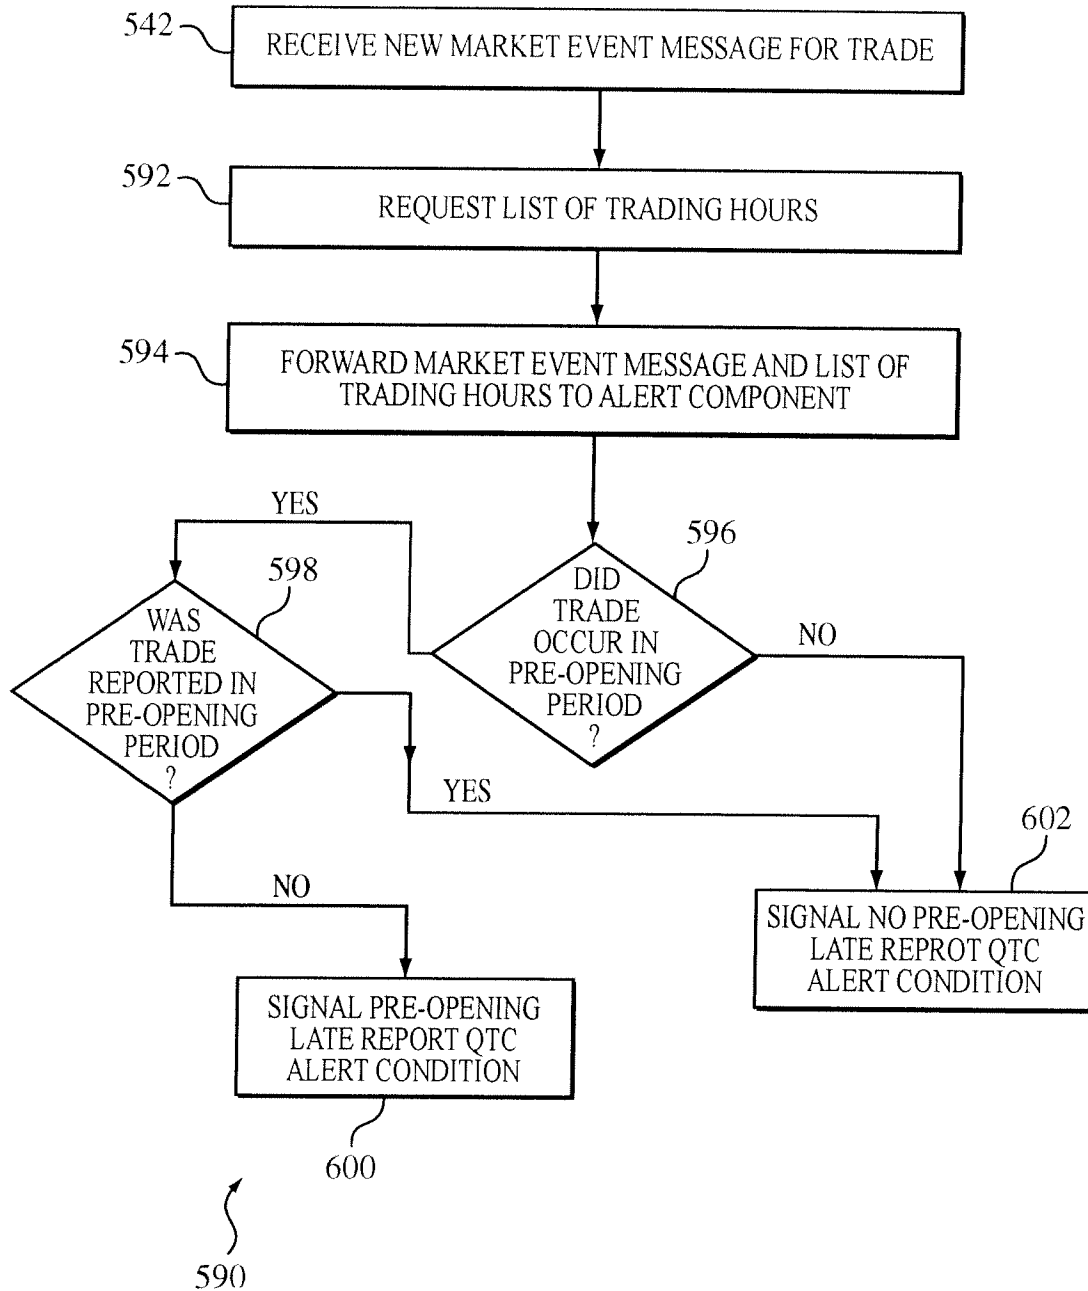 542
RECEIVE NEW MARKET EVENT MESSAGE FOR TRADE
592
REQUEST LIST OF TRADING HOURS
594
FORWARD MARKET EVENT MESSAGE AND LIST OF
TRADING HOURS TO ALERT COMPONENT
YES
596
DID
TRADE
OCCUR IN
PRE-OPENING
PERIOD
?
NO
598
WAS
TRADE
REPORTED IN
PRE-OPENING
PERIOD
?
YES
NO
602
SIGNAL NO PRE-OPENING
LATE REPROT QTC
ALERT CONDITION
SIGNAL PRE-OPENING
LATE REPORT QTC
ALERT CONDITION
600
590